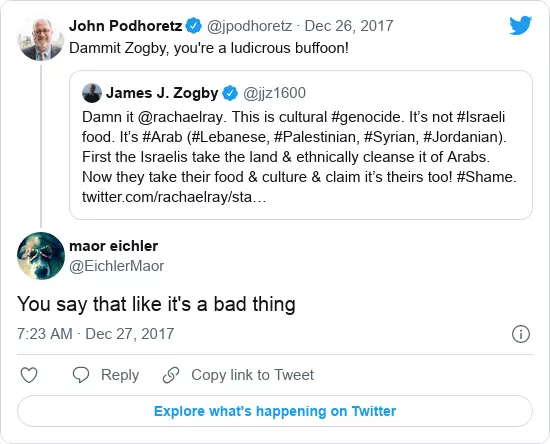 John Podhoretz @jpodhoretz · Dec 26, 2017
Dammit Zogby, you're a ludicrous buffoon!
James J. Zogby @jjz1600
Damn it @rachaelray. This is cultural #genocide. It’s not #Israeli
food. It’s #Arab (#Lebanese, #Palestinian, #Syrian, #Jordanian).
First the Israelis take the land & ethnically cleanse it of Arabs.
Now they take their food & culture & claim it’s theirs too! #Shame.
twitter.com/rachaelray/sta…
maor eichler
@EichlerMaor
You say that like it's a bad thing
7:23 AM · Dec 27, 2017
Reply Copy link to Tweet
Explore what's happening on Twitter